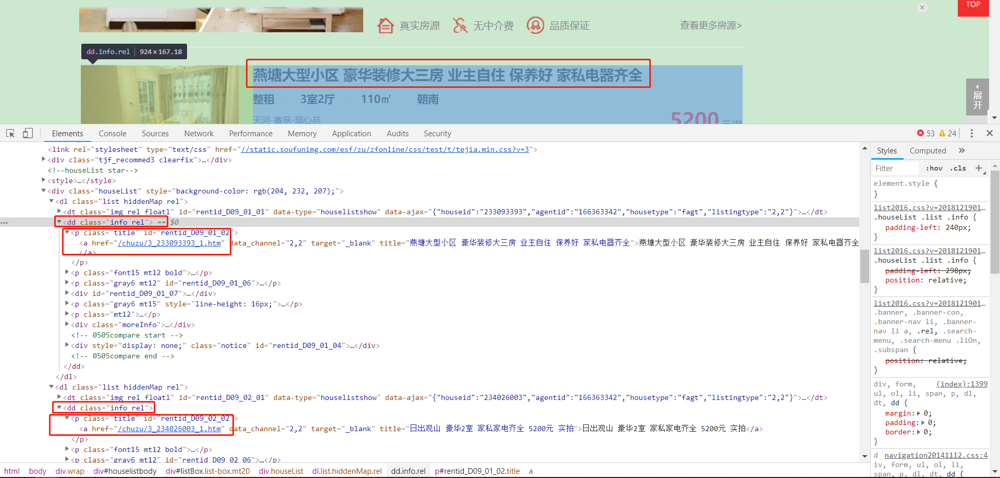 TOP
真实房源 无中介费 品质保证 查看更多房源>
dd.info.rel 924×167.18
燕塘大型小区 豪华装修大三房 业主自住 保养好 家私电器齐全
整租 3室2厅 110㎡ 朝南
展开
天河-粤垦-瑞心苑
5200 元/月
Elements Console Sources Network Performance Memory Application Audits Security 53 24
<link rel="stylesheet" type="text/css" href="//static.soufunimg.com/esf/zu/zfonline/css/test/t/tejia.min.css?v=3">
<div class="tjf_recommed3 clearfix">…</div>
<!--houseList star-->
<style>…</style>
<div class="houseList" style="background-color: rgb(204, 232, 207);">
<dl class="list hiddenMap rel">
<dt class="img rel floatl" id="rentid_D09_01_01" data-type="houselistshow" data-ajax="{"houseid":"233093393","agentid":"166363342","housetype":"fagt","listingtype":"2,2"}">…</dt>
<dd class="info rel"> == $0
<p class="title" id="rentid_D09_01_02">
<a href="/chuzu/3_233093393_1.htm" data_channel="2,2" target="_blank" title="燕塘大型小区 豪华装修大三房 业主自住 保养好 家私电器齐全">燕塘大型小区 豪华装修大三房 业主自住 保养好 家私电器齐全
</a>
</p>
<p class="font15 mt12 bold">…</p>
<p class="gray6 mt12" id="rentid_D09_01_06">…</p>
<div id="rentid_D09_01_07">…</div>
<p class="gray6 mt15" style="line-height: 16px;">…</p>
<p class="mt12">…</p>
<div class="moreInfo">…</div>
<!-- 0505compare start -->
<div style="display: none;" class="notice" id="rentid_D09_01_04">…</div>
<!-- 0505compare end -->
</dd>
</dl>
<dl class="list hiddenMap rel">
<dt class="img rel floatl" id="rentid_D09_02_01" data-type="houselistshow" data-ajax="{"houseid":"234026003","agentid":"166363342","housetype":"fagt","listingtype":"2,2"}">…</dt>
<dd class="info rel">
<p class="title" id="rentid_D09_02_02">
<a href="/chuzu/3_234026003_1.htm" data_channel="2,2" target="_blank" title="日出观山 豪华2室 家私家电齐全 5200元 实拍">日出观山 豪华2室 家私家电齐全 5200元 实拍</a>
</p>
<p class="font15 mt12 bold">…</p>
<p class="gray6 mt12" id="rentid_D09_02_06">…</p>
html body div.wrap div#houselistbody div#listBox.list-box.mt20 div.houseList dl.list.hiddenMap.rel dd.info.rel p#rentid_D09_01_02.title a
Styles Computed »
Filter :hov .cls +
element.style {
}
list2016.css?v=2018121901…
.houseList .list .info {
padding-left: 240px;
}
list2016.css?v=2018121901…
.houseList .list .info {
padding-left: 298px;
position: relative;
}
list2016.css?v=2018121901…
.banner, .banner-con,
.banner-nav li, .banner-
nav li a, .rel, .search-
menu, .search-menu .liOn,
.subspan {
position: relative;
}
div, form, (index):1399
ul, ol, li, span, p, dl,
dt, dd {
margin: 0;
padding: 0;
border: 0;
}
d navigation20141112.css:4
iv, form, ul, ol, li,
span, p, dl, dt, dd {